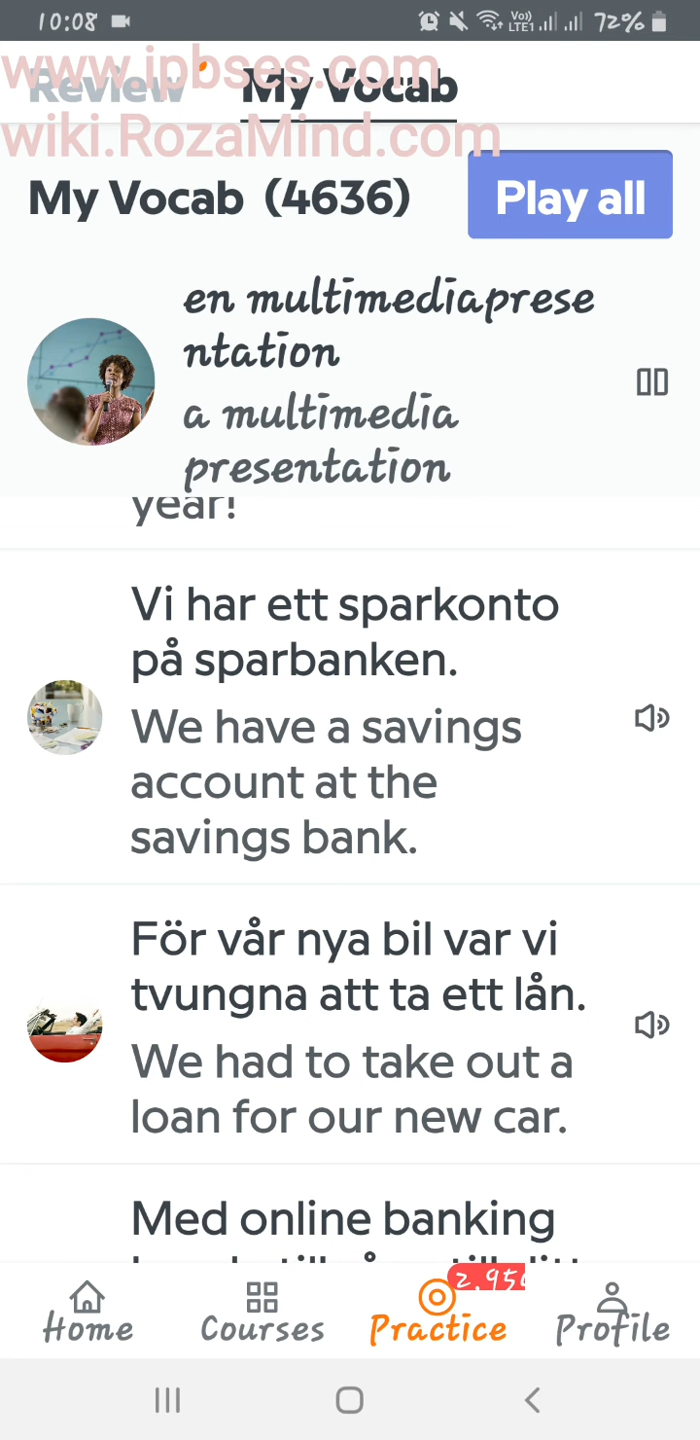 10:08
Vo)) LTE1 72%
www.ipbses.com
Review My Vocab
wiki.RozaMind.com
My Vocab (4636)
Play all
en multimediaprese
ntation
a multimedia
presentation
year!
Vi har ett sparkonto
på sparbanken.
We have a savings
account at the
savings bank.
För vår nya bil var vi
tvungna att ta ett lån.
We had to take out a
loan for our new car.
Med online banking
Home Courses Practice Profile